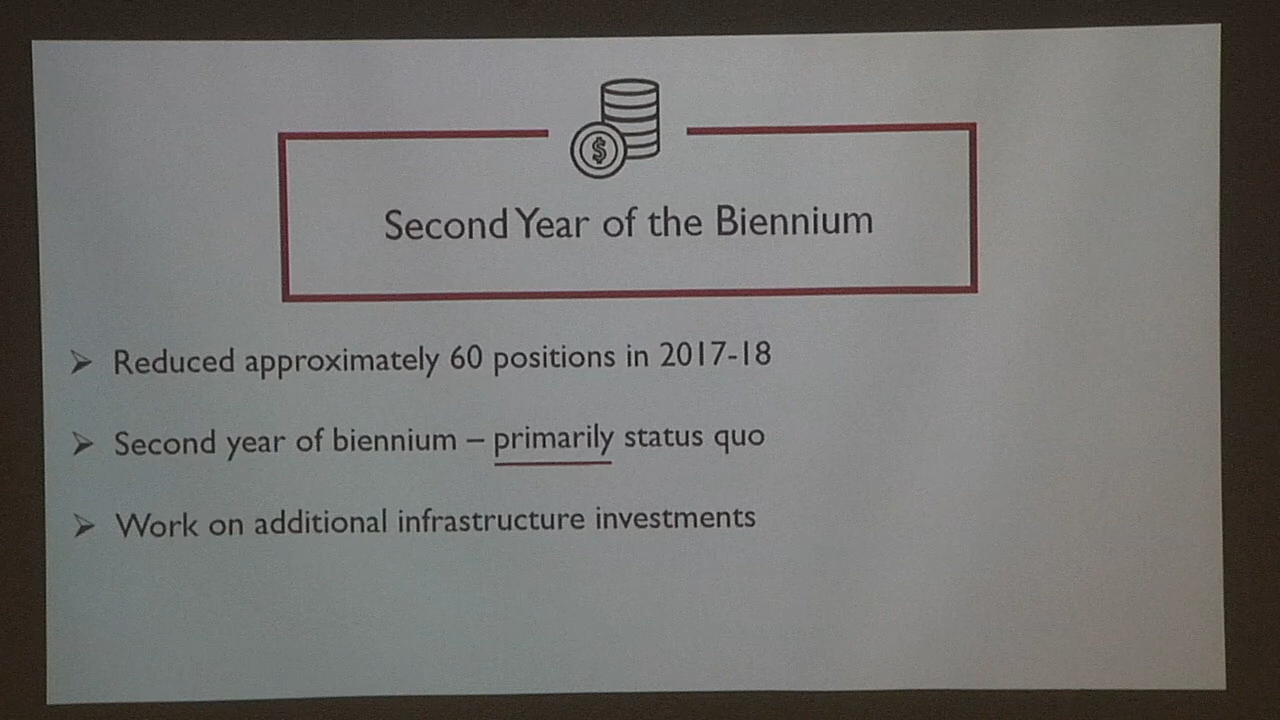 $
Second Year of the Biennium
Reduced approximately 60 positions in 2017-18
Second year of biennium – primarily status quo
Work on additional infrastructure investments